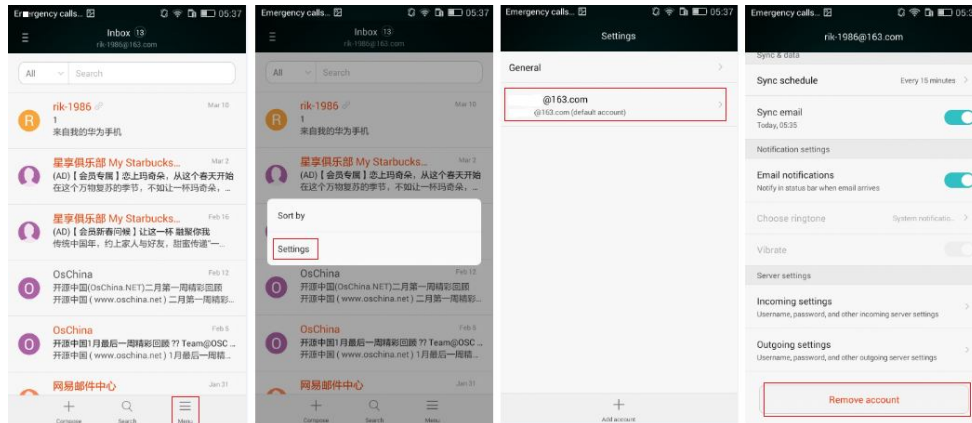 Emergency calls... 05:37
Inbox 13
rik-1986@163.com
All Search
rik-1986 Mar 10
1
来自我的华为手机
星享俱乐部 My Starbucks... Mar 2
(AD)【会员专属】恋上玛奇朵，从这个春天开始
在这个万物复苏的季节，不如让一杯玛奇朵，...
星享俱乐部 My Starbucks... Feb 16
(AD)【会员新春问候】让这一杯 融聚你我
传统中国年，约上家人与好友，甜蜜传递"一...
OsChina Feb 12
开源中国(OsChina.NET)二月第一周精彩回顾
开源中国 ( www.oschina.net ) 二月第一周精彩...
OsChina Feb 5
开源中国1月最后一周精彩回顾 ?? Team@OSC ...
开源中国 ( www.oschina.net ) 1月最后一周精...
网易邮件中心 Jan 31
Compose Search Menu
Emergency calls... 05:37
Inbox 13
rik-1986@163.com
All Search
rik-1986 Mar 10
1
来自我的华为手机
星享俱乐部 My Starbucks... Mar 2
(AD)【会员专属】恋上玛奇朵，从这个春天开始
在这个万物复苏的季节，不如让一杯玛奇朵，...
Sort by
Settings
OsChina Feb 12
开源中国(OsChina.NET)二月第一周精彩回顾
开源中国 ( www.oschina.net ) 二月第一周精彩...
OsChina Feb 5
开源中国1月最后一周精彩回顾 ?? Team@OSC ...
开源中国 ( www.oschina.net ) 1月最后一周精...
网易邮件中心 Jan 31
Compose Search Menu
Emergency calls... 05:37
Settings
General
@163.com
@163.com (default account)
Add account
Emergency calls... 05:37
rik-1986@163.com
Sync & data
Sync schedule Every 15 minutes
Sync email
Today, 05:35
Notification settings
Email notifications
Notify in status bar when email arrives
Choose ringtone System notificatio...
Vibrate
Server settings
Incoming settings
Username, password, and other incoming server settings
Outgoing settings
Username, password, and other outgoing server settings
Remove account